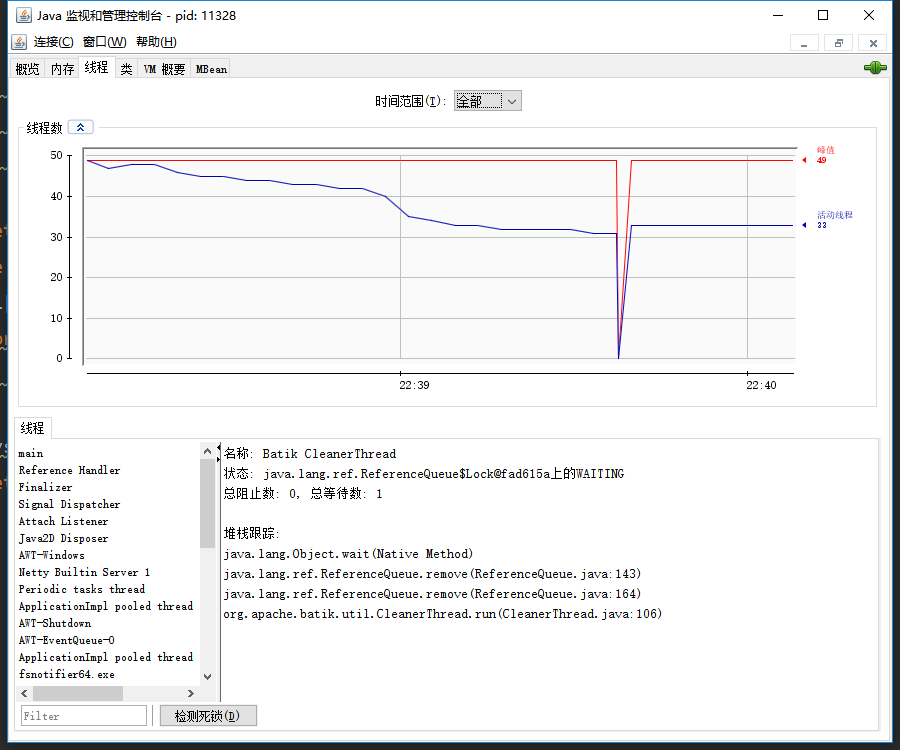 Java 监视和管理控制台 - pid: 11328
连接(C) 窗口(W) 帮助(H)
概览 内存 线程 类 VM 概要 MBean
时间范围(T): 全部
线程数
50
40
30
20
10
0
峰值
49
活动线程
33
22:39
22:40
线程
main
Reference Handler
Finalizer
Signal Dispatcher
Attach Listener
Java2D Disposer
AWT-Windows
Netty Builtin Server 1
Periodic tasks thread
ApplicationImpl pooled thread
AWT-Shutdown
AWT-EventQueue-0
ApplicationImpl pooled thread
fsnotifier64.exe
Filter
检测死锁(D)
名称: Batik CleanerThread
状态: java.lang.ref.ReferenceQueue$Lock@fad615a上的WAITING
总阻止数: 0, 总等待数: 1
堆栈跟踪:
java.lang.Object.wait(Native Method)
java.lang.ref.ReferenceQueue.remove(ReferenceQueue.java:143)
java.lang.ref.ReferenceQueue.remove(ReferenceQueue.java:164)
org.apache.batik.util.CleanerThread.run(CleanerThread.java:106)